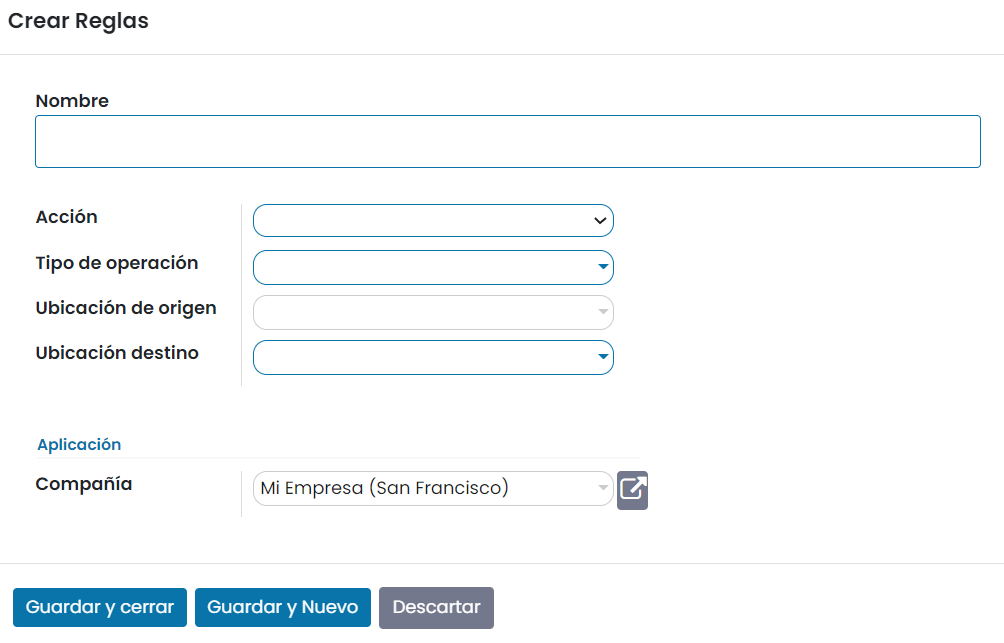 Crear Reglas
Nombre
Acción
Tipo de operación
Ubicación de origen
Ubicación destino
Aplicación
Compañía
Mi Empresa (San Francisco)
Guardar y cerrar
Guardar y Nuevo
Descartar